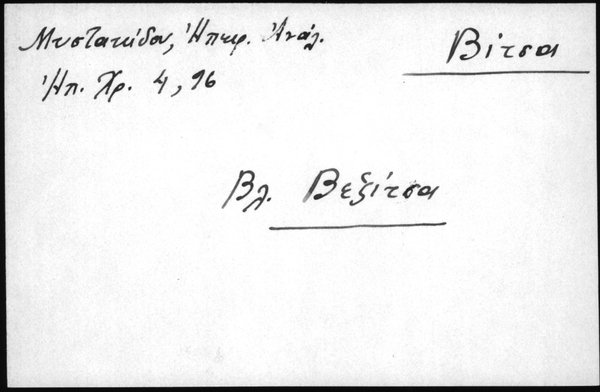 Μυστακίδου, Ἠπειρ. Ἀνάλ.
Βίτσα
Ἠπ. Χρ. 4, 96
Βλ. Βεζίτσα